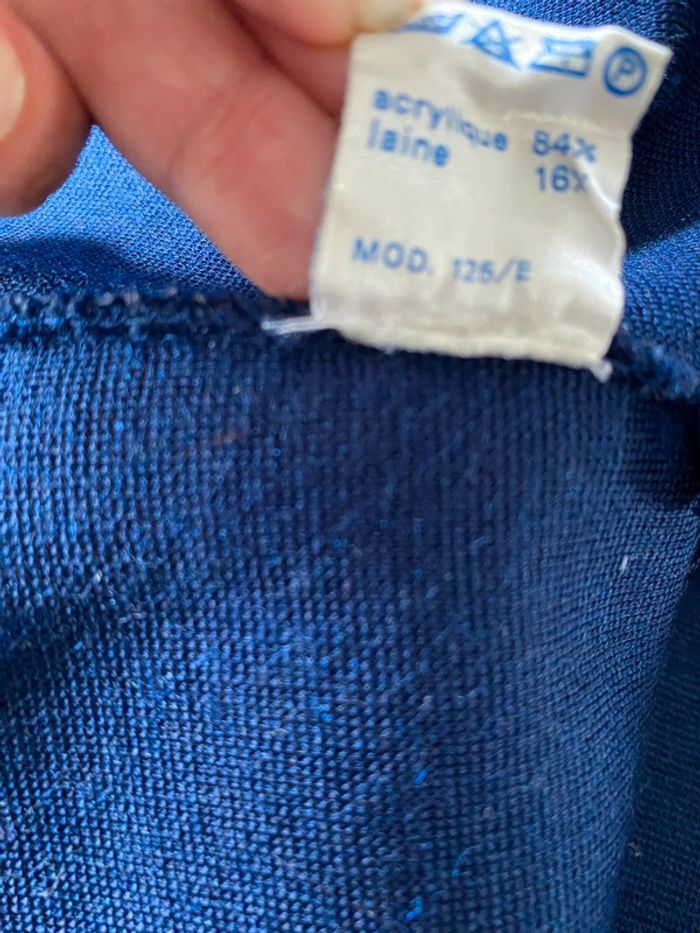 P
acrylique 84%
laine 16%
MOD. 125/E